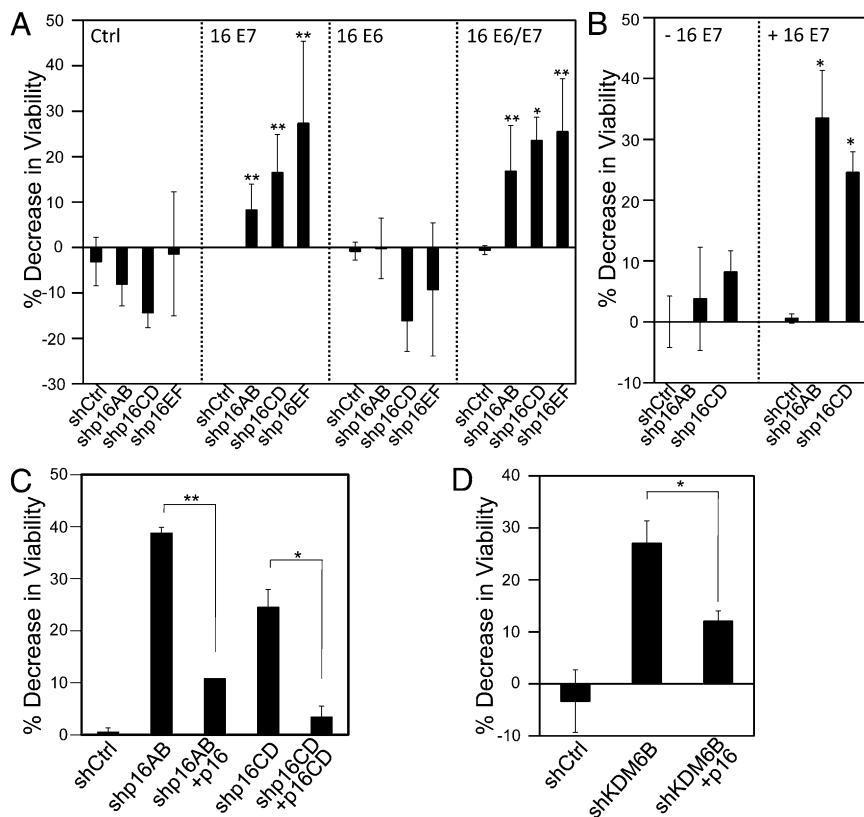 A
% Decrease in Viability
50
40
30
20
10
0
-10
-20
-30
Ctrl
16 E7
16 E6
16 E6/E7
**
**
**
**
*
**
shCtrl
shp16AB
shp16CD
shp16EF
shCtrl
shp16AB
shp16CD
shp16EF
shCtrl
shp16AB
shp16CD
shp16EF
shCtrl
shp16AB
shp16CD
shp16EF
B
% Decrease in Viability
50
40
30
20
10
0
-10
- 16 E7
+ 16 E7
*
*
shCtrl
shp16AB
shp16CD
shCtrl
shp16AB
shp16CD
C
% Decrease in Viability
50
40
30
20
10
0
**
*
shCtrl
shp16AB
shp16AB
+p16
shp16CD
shp16CD
+p16CD
D
% Decrease in Viability
40
30
20
10
0
-10
*
shCtrl
shKDM6B
shKDM6B
+p16